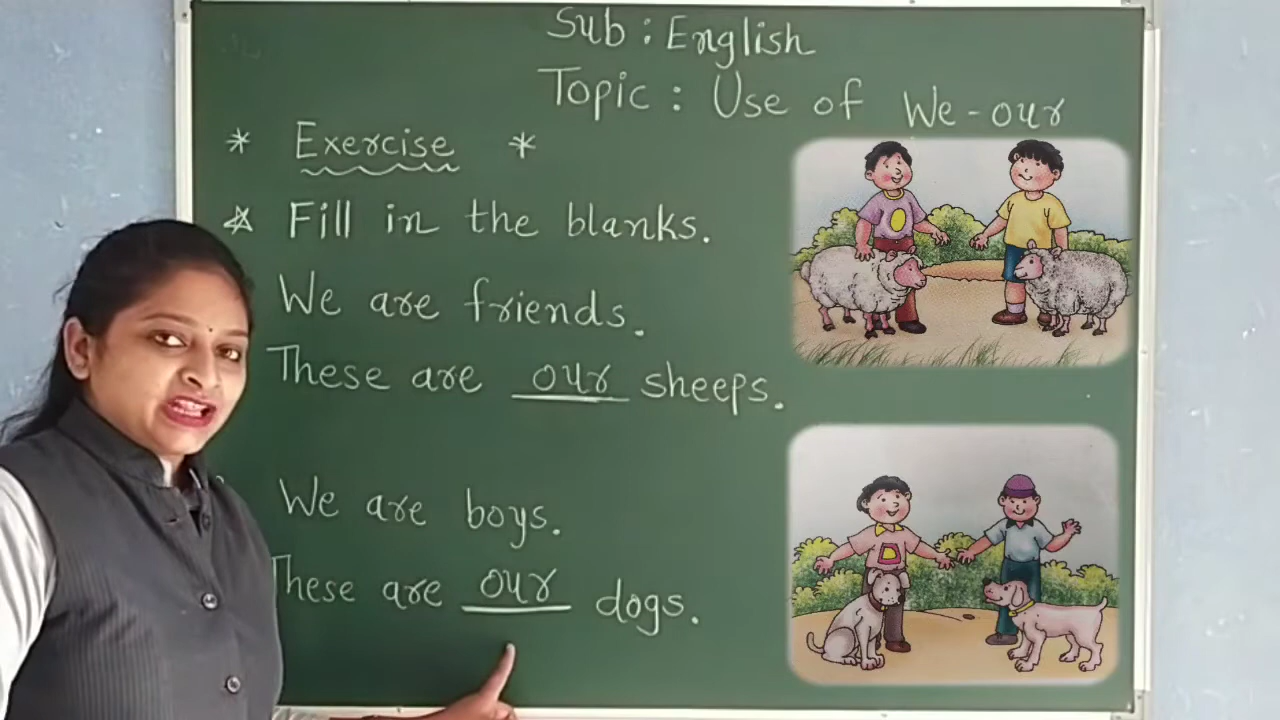 Sub : English
Topic : Use of We - our
* Exercise *
☆ Fill in the blanks.
We are friends.
These are our sheeps.
We are boys.
These are our dogs.